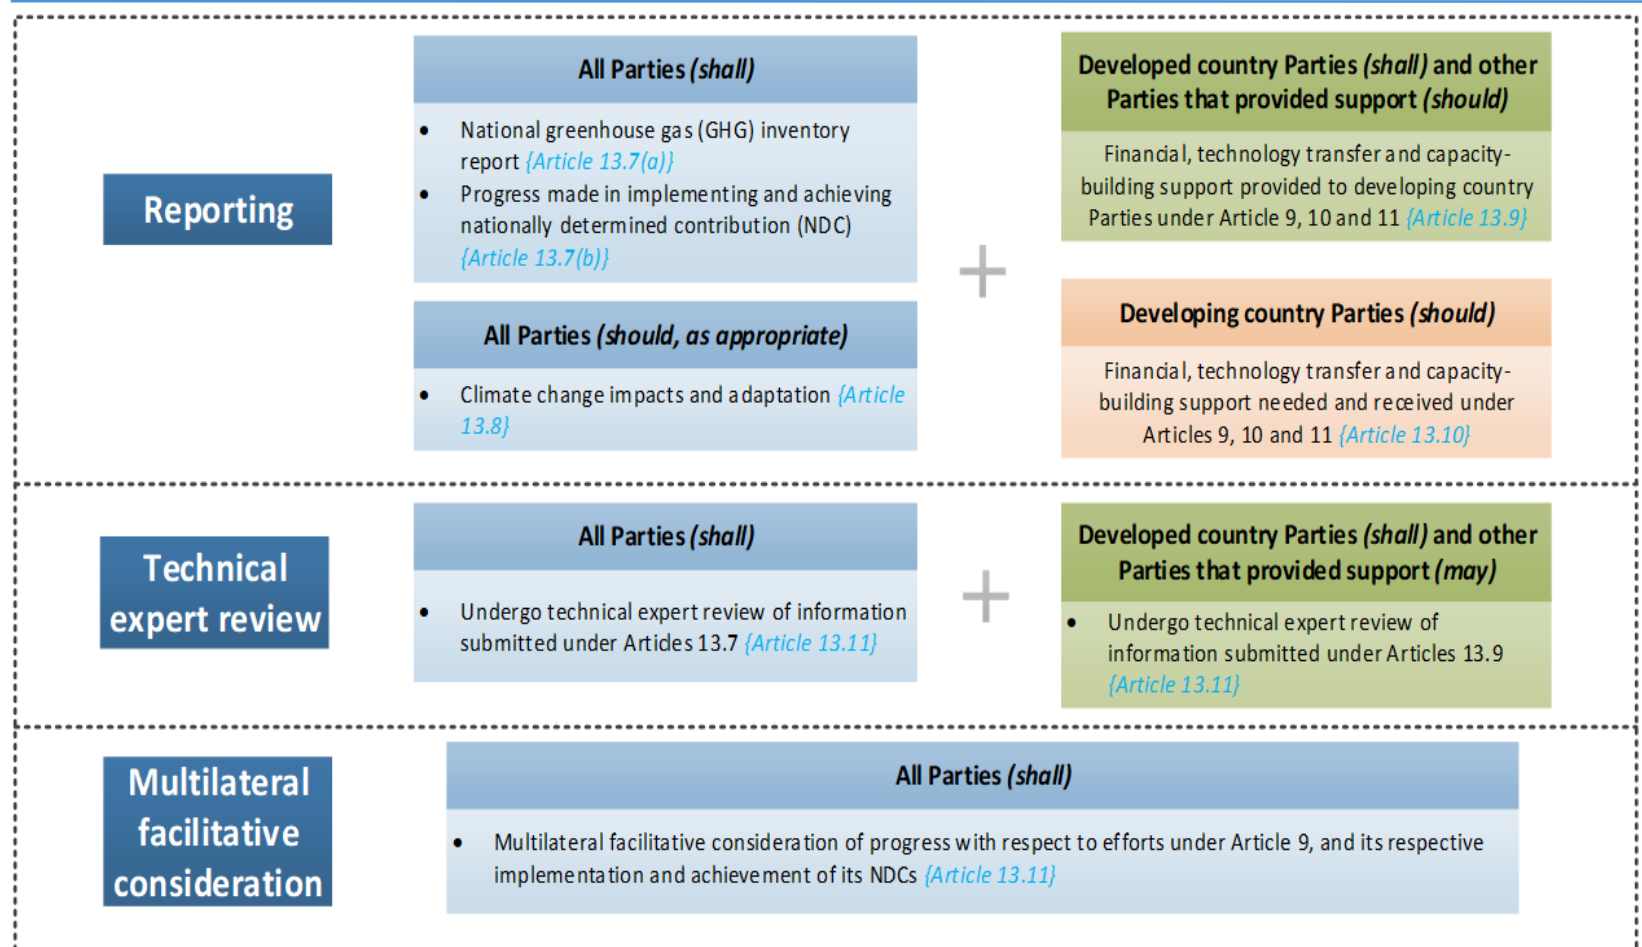 Reporting
All Parties (shall)
• National greenhouse gas (GHG) inventory
report {Article 13.7(a)}
• Progress made in implementing and achieving
nationally determined contribution (NDC)
{Article 13.7(b)}
All Parties (should, as appropriate)
• Climate change impacts and adaptation {Article
13.8}
+
Developed country Parties (shall) and other
Parties that provided support (should)
Financial, technology transfer and capacity-
building support provided to developing country
Parties under Article 9, 10 and 11 {Article 13.9}
Developing country Parties (should)
Financial, technology transfer and capacity-
building support needed and received under
Articles 9, 10 and 11 {Article 13.10}
Technical
expert review
All Parties (shall)
• Undergo technical expert review of information
submitted under Articles 13.7 {Article 13.11}
+
Developed country Parties (shall) and other
Parties that provided support (may)
• Undergo technical expert review of
information submitted under Articles 13.9
{Article 13.11}
Multilateral
facilitative
consideration
All Parties (shall)
• Multilateral facilitative consideration of progress with respect to efforts under Article 9, and its respective
implementation and achievement of its NDCs {Article 13.11}